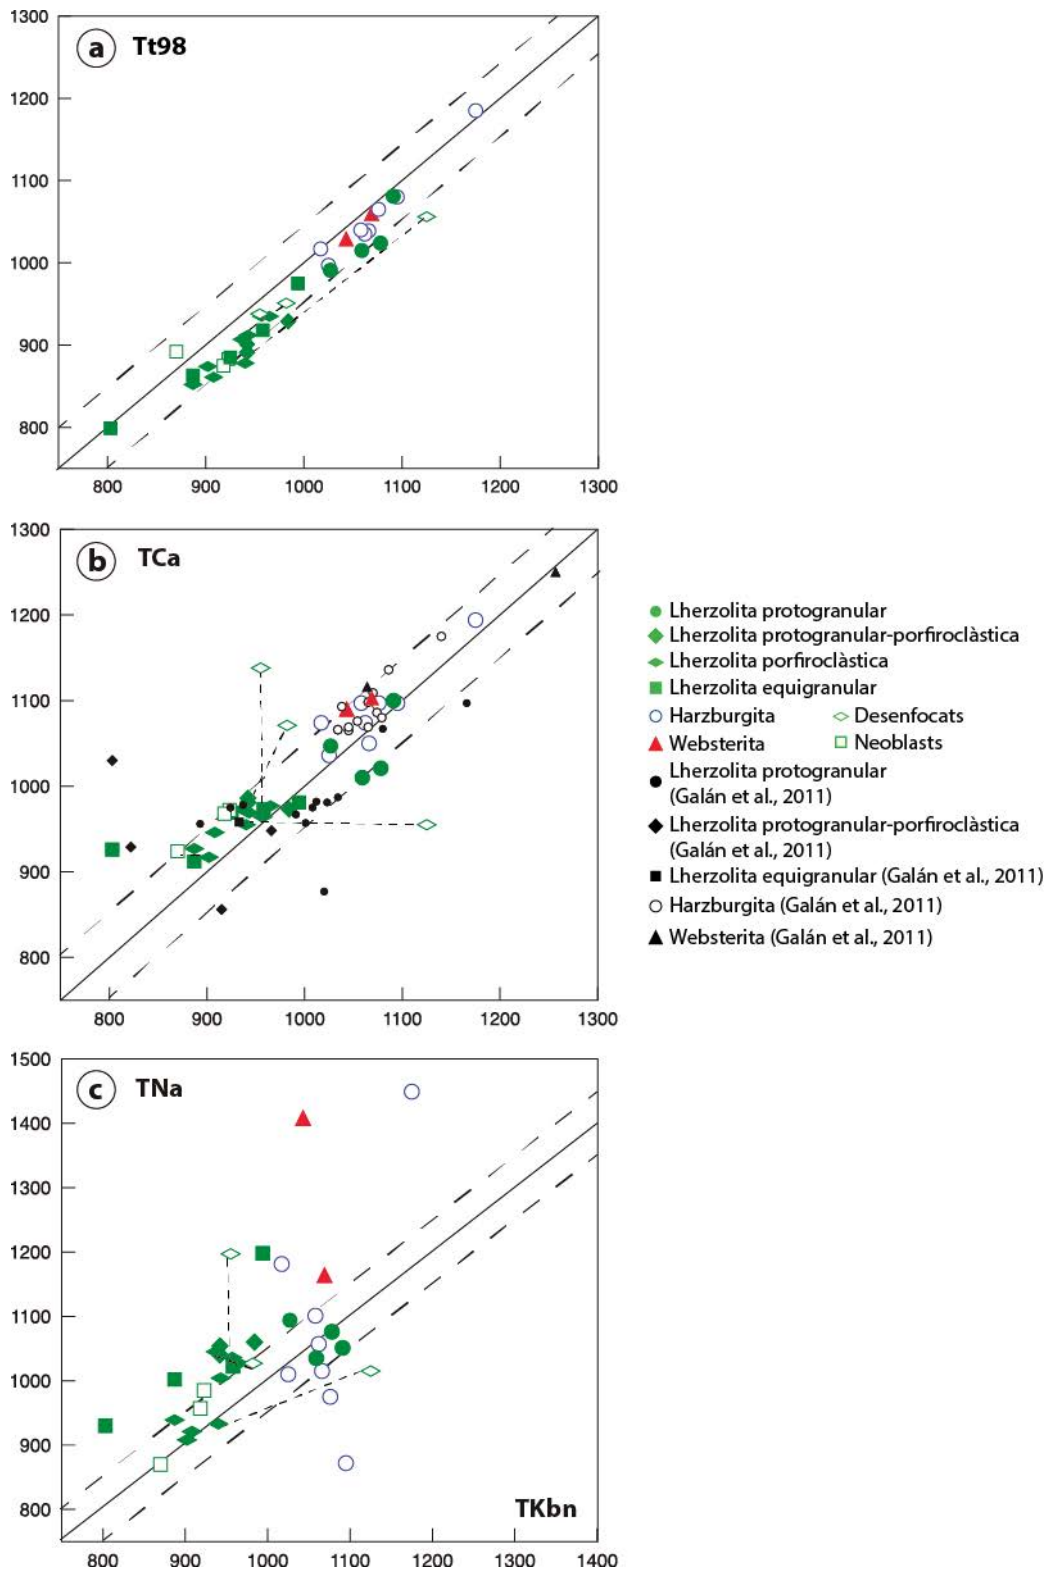 1300
a Tt98
1200
1100
1000
900
800
800 900 1000 1100 1200 1300
1300
b TCa
1200
1100
1000
900
800
800 900 1000 1100 1200 1300
Lherzolita protogranular
Lherzolita protogranular-porfiroclàstica
Lherzolita porfiroclàstica
Lherzolita equigranular
Harzburgita Desenfocats
Websterita Neoblasts
Lherzolita protogranular
(Galán et al., 2011)
Lherzolita protogranular-porfiroclàstica
(Galán et al., 2011)
Lherzolita equigranular (Galán et al., 2011)
Harzburgita (Galán et al., 2011)
Websterita (Galán et al., 2011)
1500
c TNa
1400
1300
1200
1100
1000
900
800
TKbn
800 900 1000 1100 1200 1300 1400